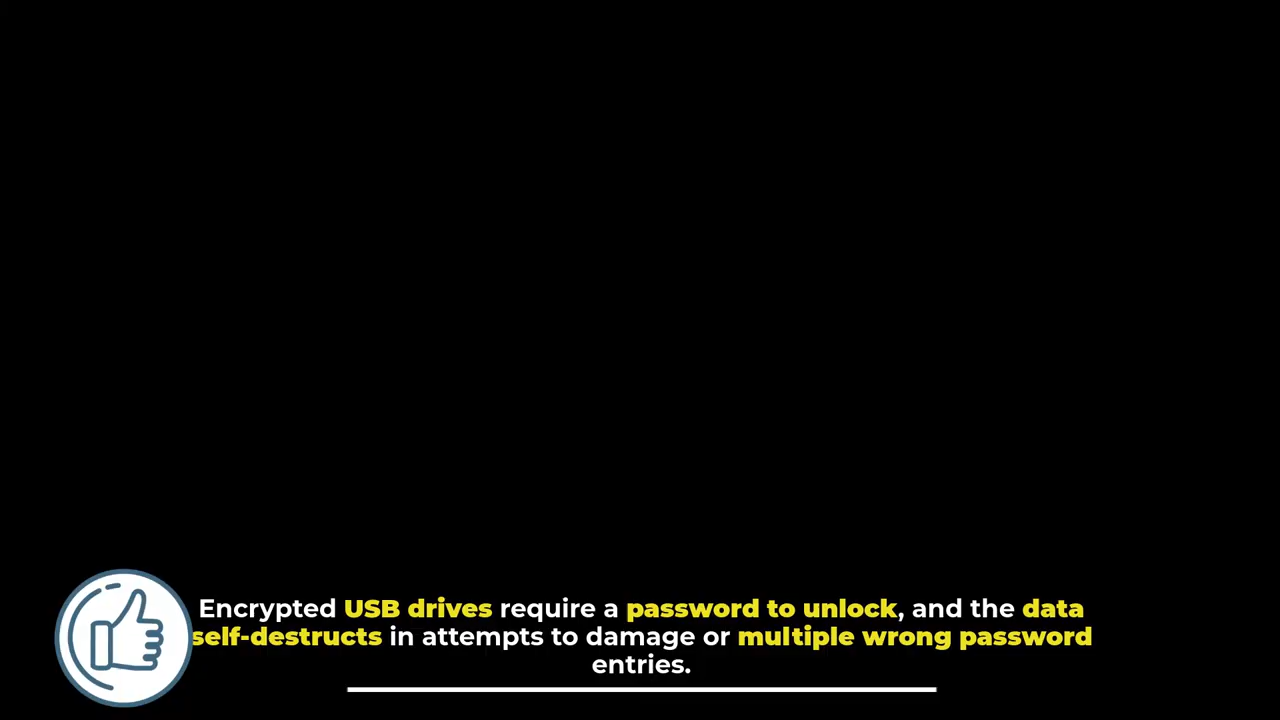 Encrypted USB drives require a password to unlock, and the data
self-destructs in attempts to damage or multiple wrong password
entries.